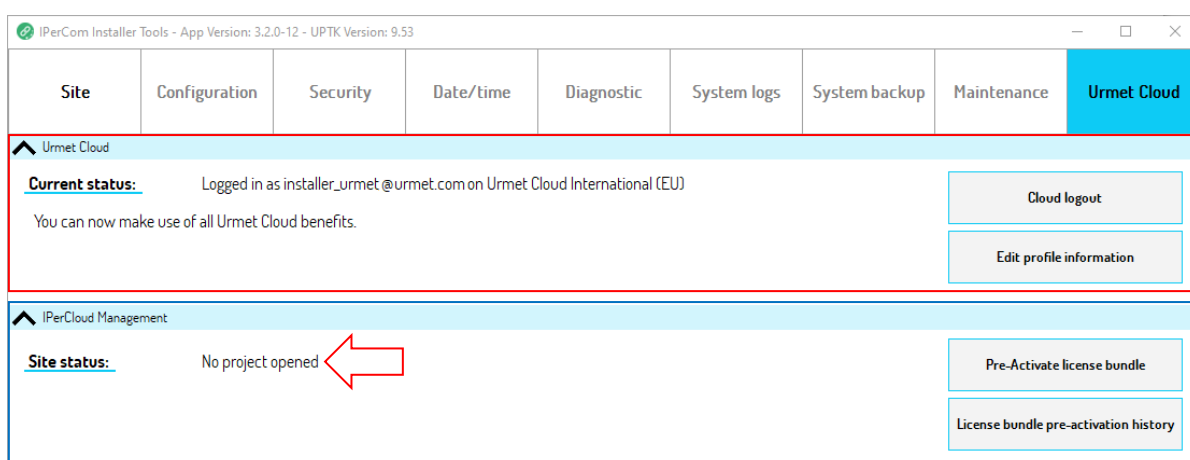 IPerCom Installer Tools - App Version: 3.2.0-12 - UPTK Version: 9.53
Site Configuration Security Date/time Diagnostic System logs System backup Maintenance Urmet Cloud
Urmet Cloud
Current status: Logged in as installer_urmet@urmet.com on Urmet Cloud International (EU)
Cloud logout
You can now make use of all Urmet Cloud benefits.
Edit profile information
IPerCloud Management
Site status: No project opened
Pre-Activate license bundle
License bundle pre-activation history